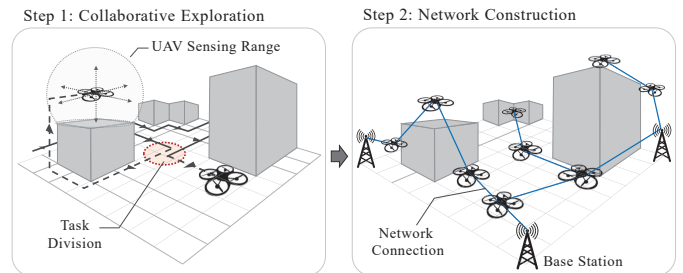 Step 1: Collaborative Exploration
UAV Sensing Range
Task
Division
Step 2: Network Construction
Network
Connection
Base Station